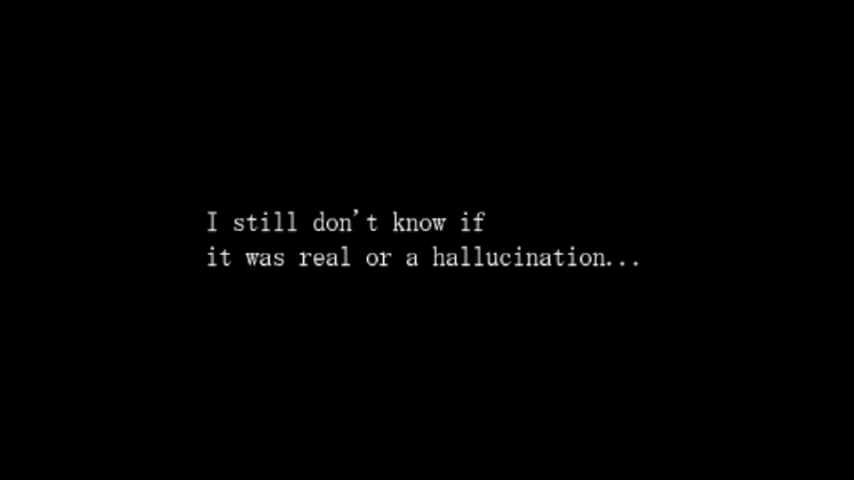 I still don't know if
it was real or a hallucination...